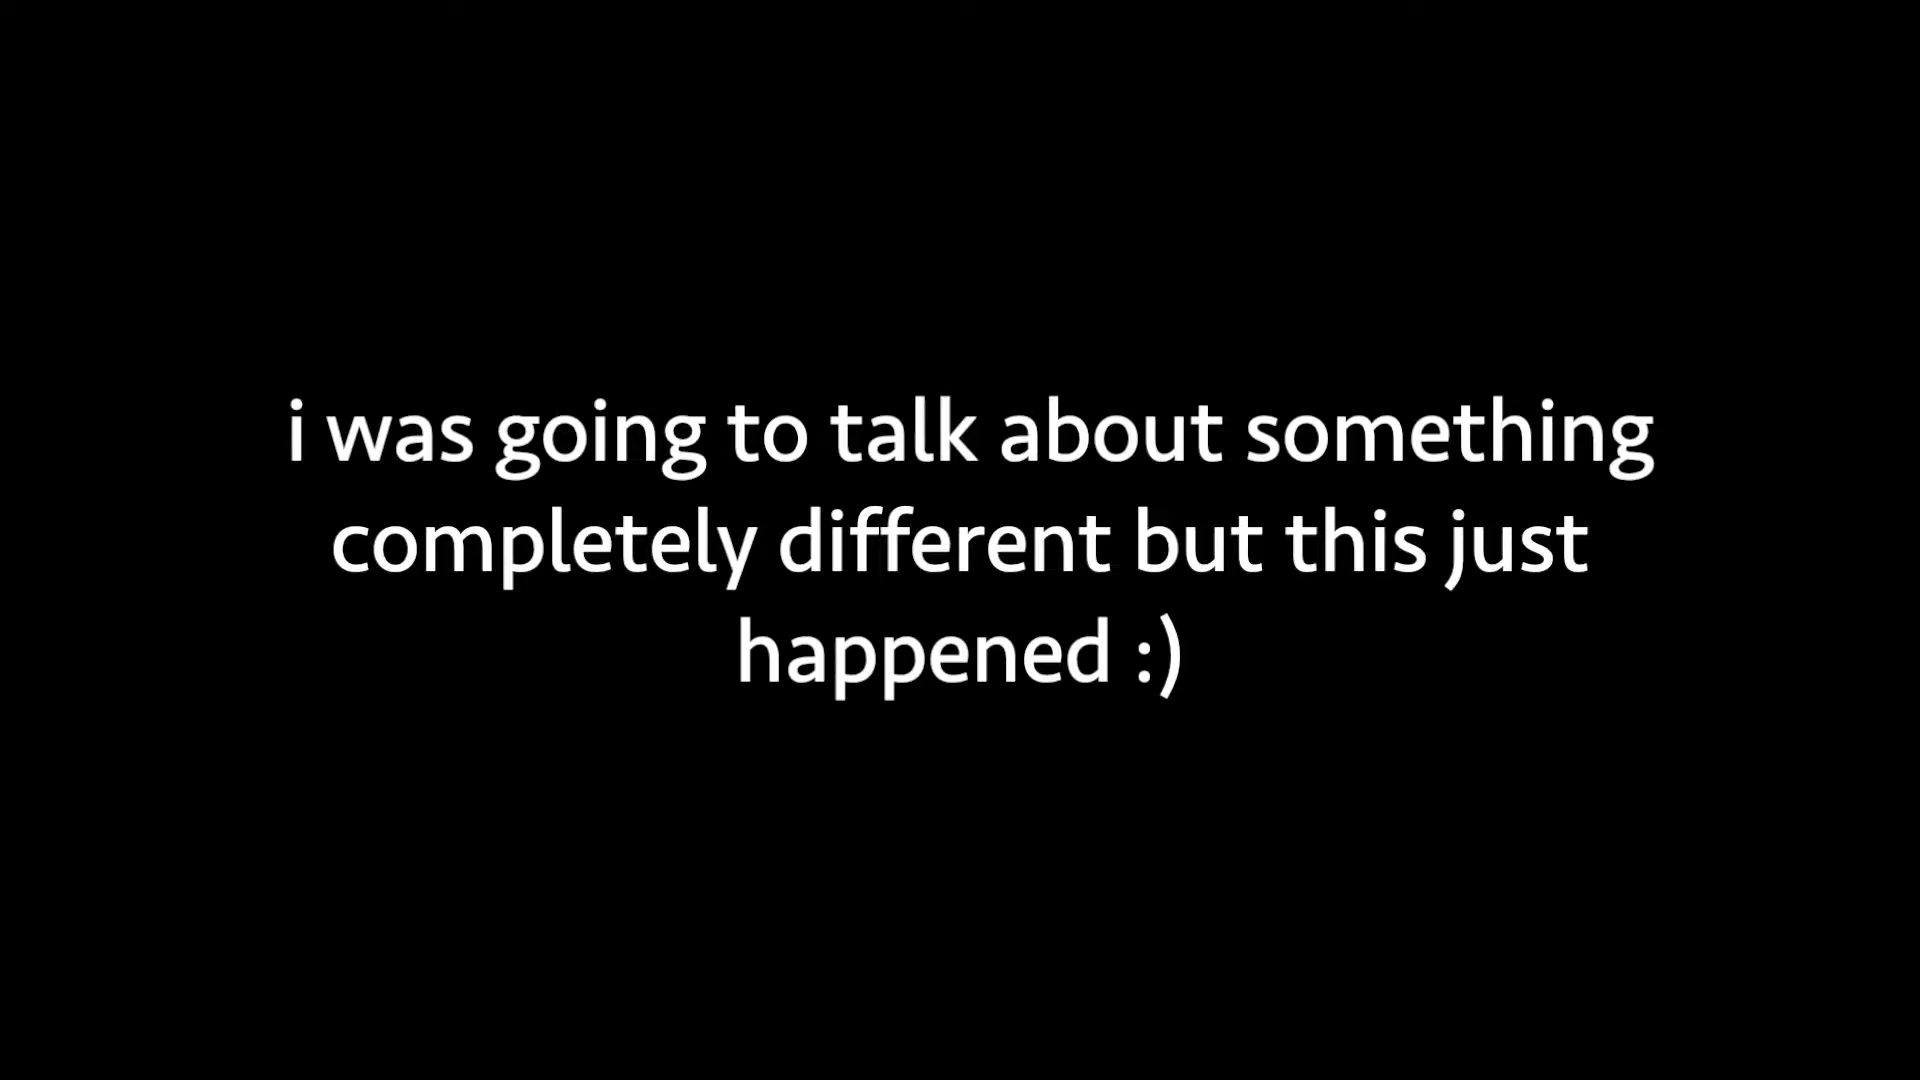 i was going to talk about something
completely different but this just
happened :)